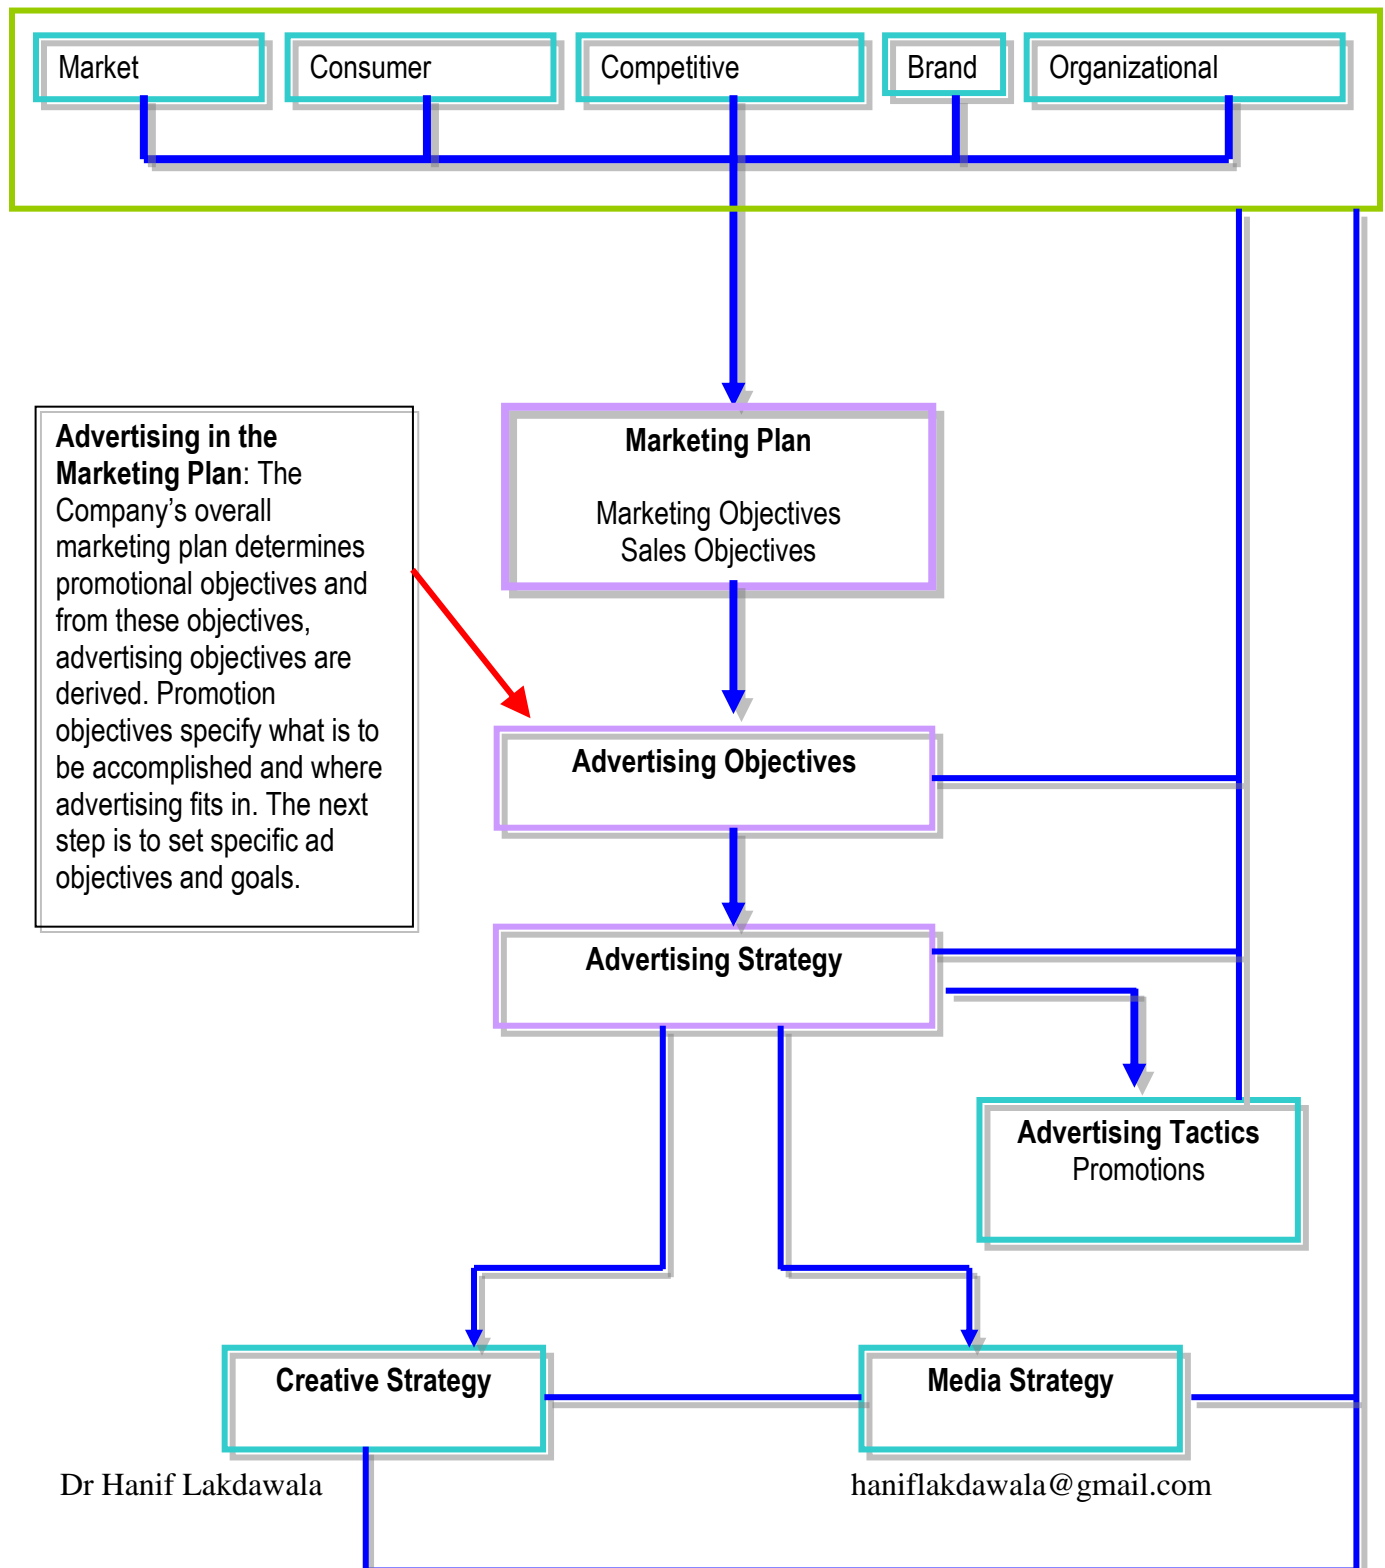 Market
Consumer
Competitive
Brand
Organizational
Marketing Plan
Marketing Objectives
Sales Objectives
Advertising in the
Marketing Plan: The
Company’s overall
marketing plan determines
promotional objectives and
from these objectives,
advertising objectives are
derived. Promotion
objectives specify what is to
be accomplished and where
advertising fits in. The next
step is to set specific ad
objectives and goals.
Advertising Objectives
Advertising Strategy
Advertising Tactics
Promotions
Creative Strategy
Media Strategy
Dr Hanif Lakdawala
haniflakdawala@gmail.com